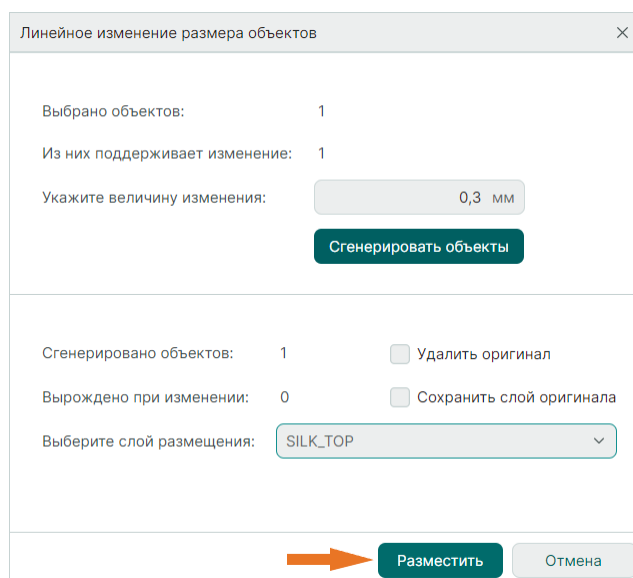 Линейное изменение размера объектов
Выбрано объектов: 1
Из них поддерживает изменение: 1
Укажите величину изменения: 0,3 мм
Сгенерировать объекты
Сгенерировано объектов: 1 Удалить оригинал
Вырождено при изменении: 0 Сохранить слой оригинала
Выберите слой размещения: SILK_TOP
Разместить Отмена